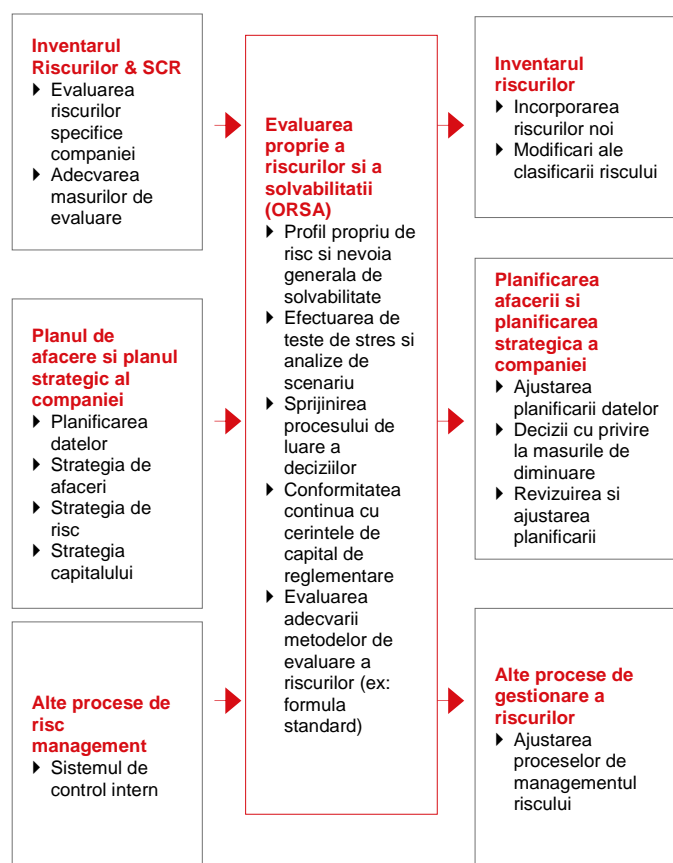 Inventarul
Riscurilor & SCR
Evaluarea
riscurilor
specifice
companiei
Adecvarea
masurilor de
evaluare
Planul de
afacere si planul
strategic al
companiei
Planificarea
datelor
Strategia de
afaceri
Strategia de
risc
Strategia
capitalului
Alte procese de
risc
management
Sistemul de
control intern
Evaluarea
proprie a
riscurilor si a
solvabilitatii
(ORSA)
Profil propriu de
risc si nevoia
generala de
solvabilitate
Efectuarea de
teste de stres si
analize de
scenariu
Sprijinirea
procesului de
luare a
deciziilor
Conformitatea
continua cu
cerintele de
capital de
reglementare
Evaluarea
adecvarii
metodelor de
evaluare a
riscurilor (ex:
formula
standard)
Inventarul
riscurilor
Incorporarea
riscurilor noi
Modificari ale
clasificarii riscului
Planificarea
afacerii si
planificarea
strategica a
companiei
Ajustarea
planificarii datelor
Decizii cu privire
la masurile de
diminuare
Revizuirea si
ajustarea
planificarii
Alte procese de
gestionare a
riscurilor
Ajustarea
proceselor de
managementul
riscului